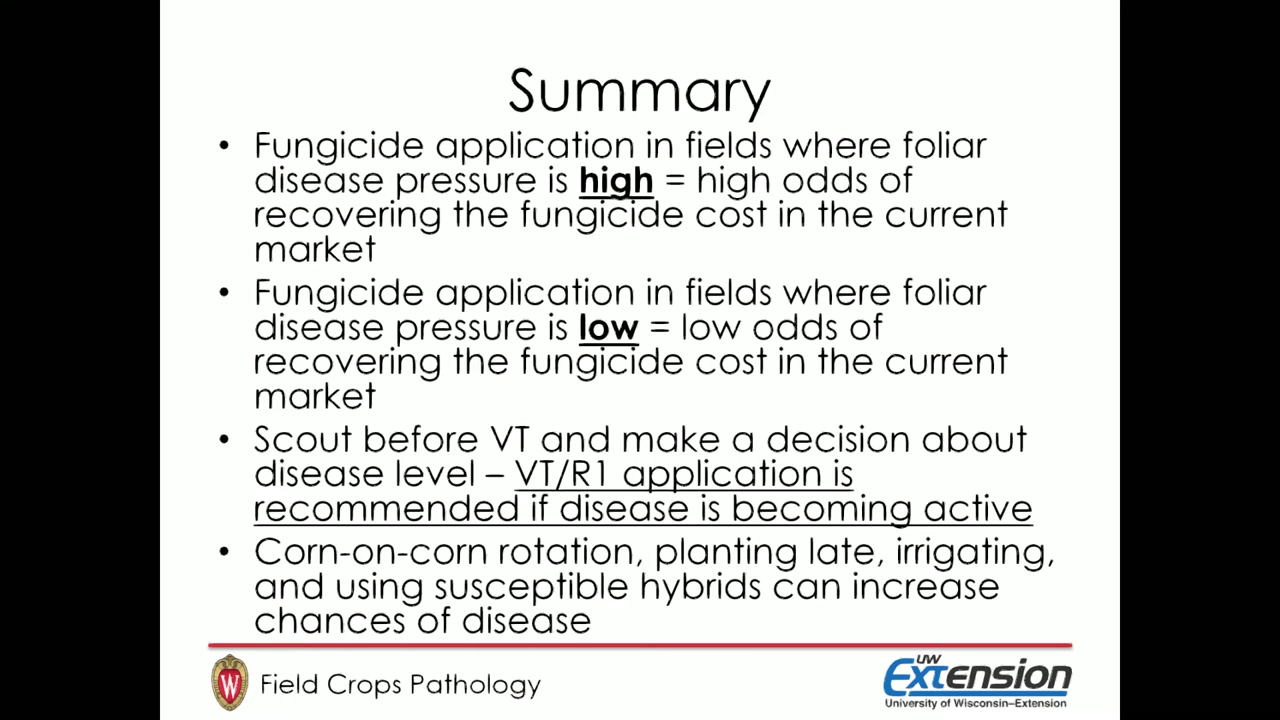 Summary
• Fungicide application in fields where foliar
disease pressure is high = high odds of
recovering the fungicide cost in the current
market
• Fungicide application in fields where foliar
disease pressure is low = low odds of
recovering the fungicide cost in the current
market
• Scout before VT and make a decision about
disease level – VT/R1 application is
recommended if disease is becoming active
• Corn-on-corn rotation, planting late, irrigating,
and using susceptible hybrids can increase
chances of disease
W
Field Crops Pathology
UW
Extension
University of Wisconsin–Extension